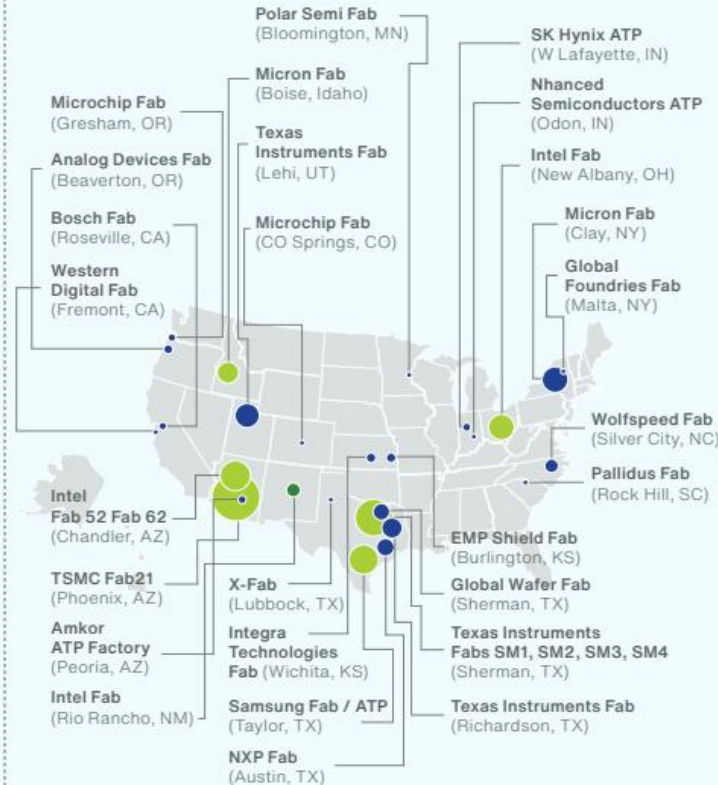 Polar Semi Fab
(Bloomington, MN)
SK Hynix ATP
(W Lafayette, IN)
Micron Fab
(Boise, Idaho)
Nhanced
Semiconductors ATP
(Odon, IN)
Microchip Fab
(Gresham, OR)
Texas
Instruments Fab
(Lehi, UT)
Analog Devices Fab
(Beaverton, OR)
Intel Fab
(New Albany, OH)
Bosch Fab
(Roseville, CA)
Microchip Fab
(CO Springs, CO)
Micron Fab
(Clay, NY)
Western
Digital Fab
(Fremont, CA)
Global
Foundries Fab
(Malta, NY)
Wolfspeed Fab
(Silver City, NC)
Pallidus Fab
(Rock Hill, SC)
Intel
Fab 52 Fab 62
(Chandler, AZ)
EMP Shield Fab
(Burlington, KS)
TSMC Fab21
(Phoenix, AZ)
X-Fab
(Lubbock, TX)
Global Wafer Fab
(Sherman, TX)
Amkor
ATP Factory
(Peoria, AZ)
Integra
Technologies
Fab (Wichita, KS)
Texas Instruments
Fabs SM1, SM2, SM3, SM4
(Sherman, TX)
Intel Fab
(Rio Rancho, NM)
Samsung Fab / ATP
(Taylor, TX)
Texas Instruments Fab
(Richardson, TX)
NXP Fab
(Austin, TX)